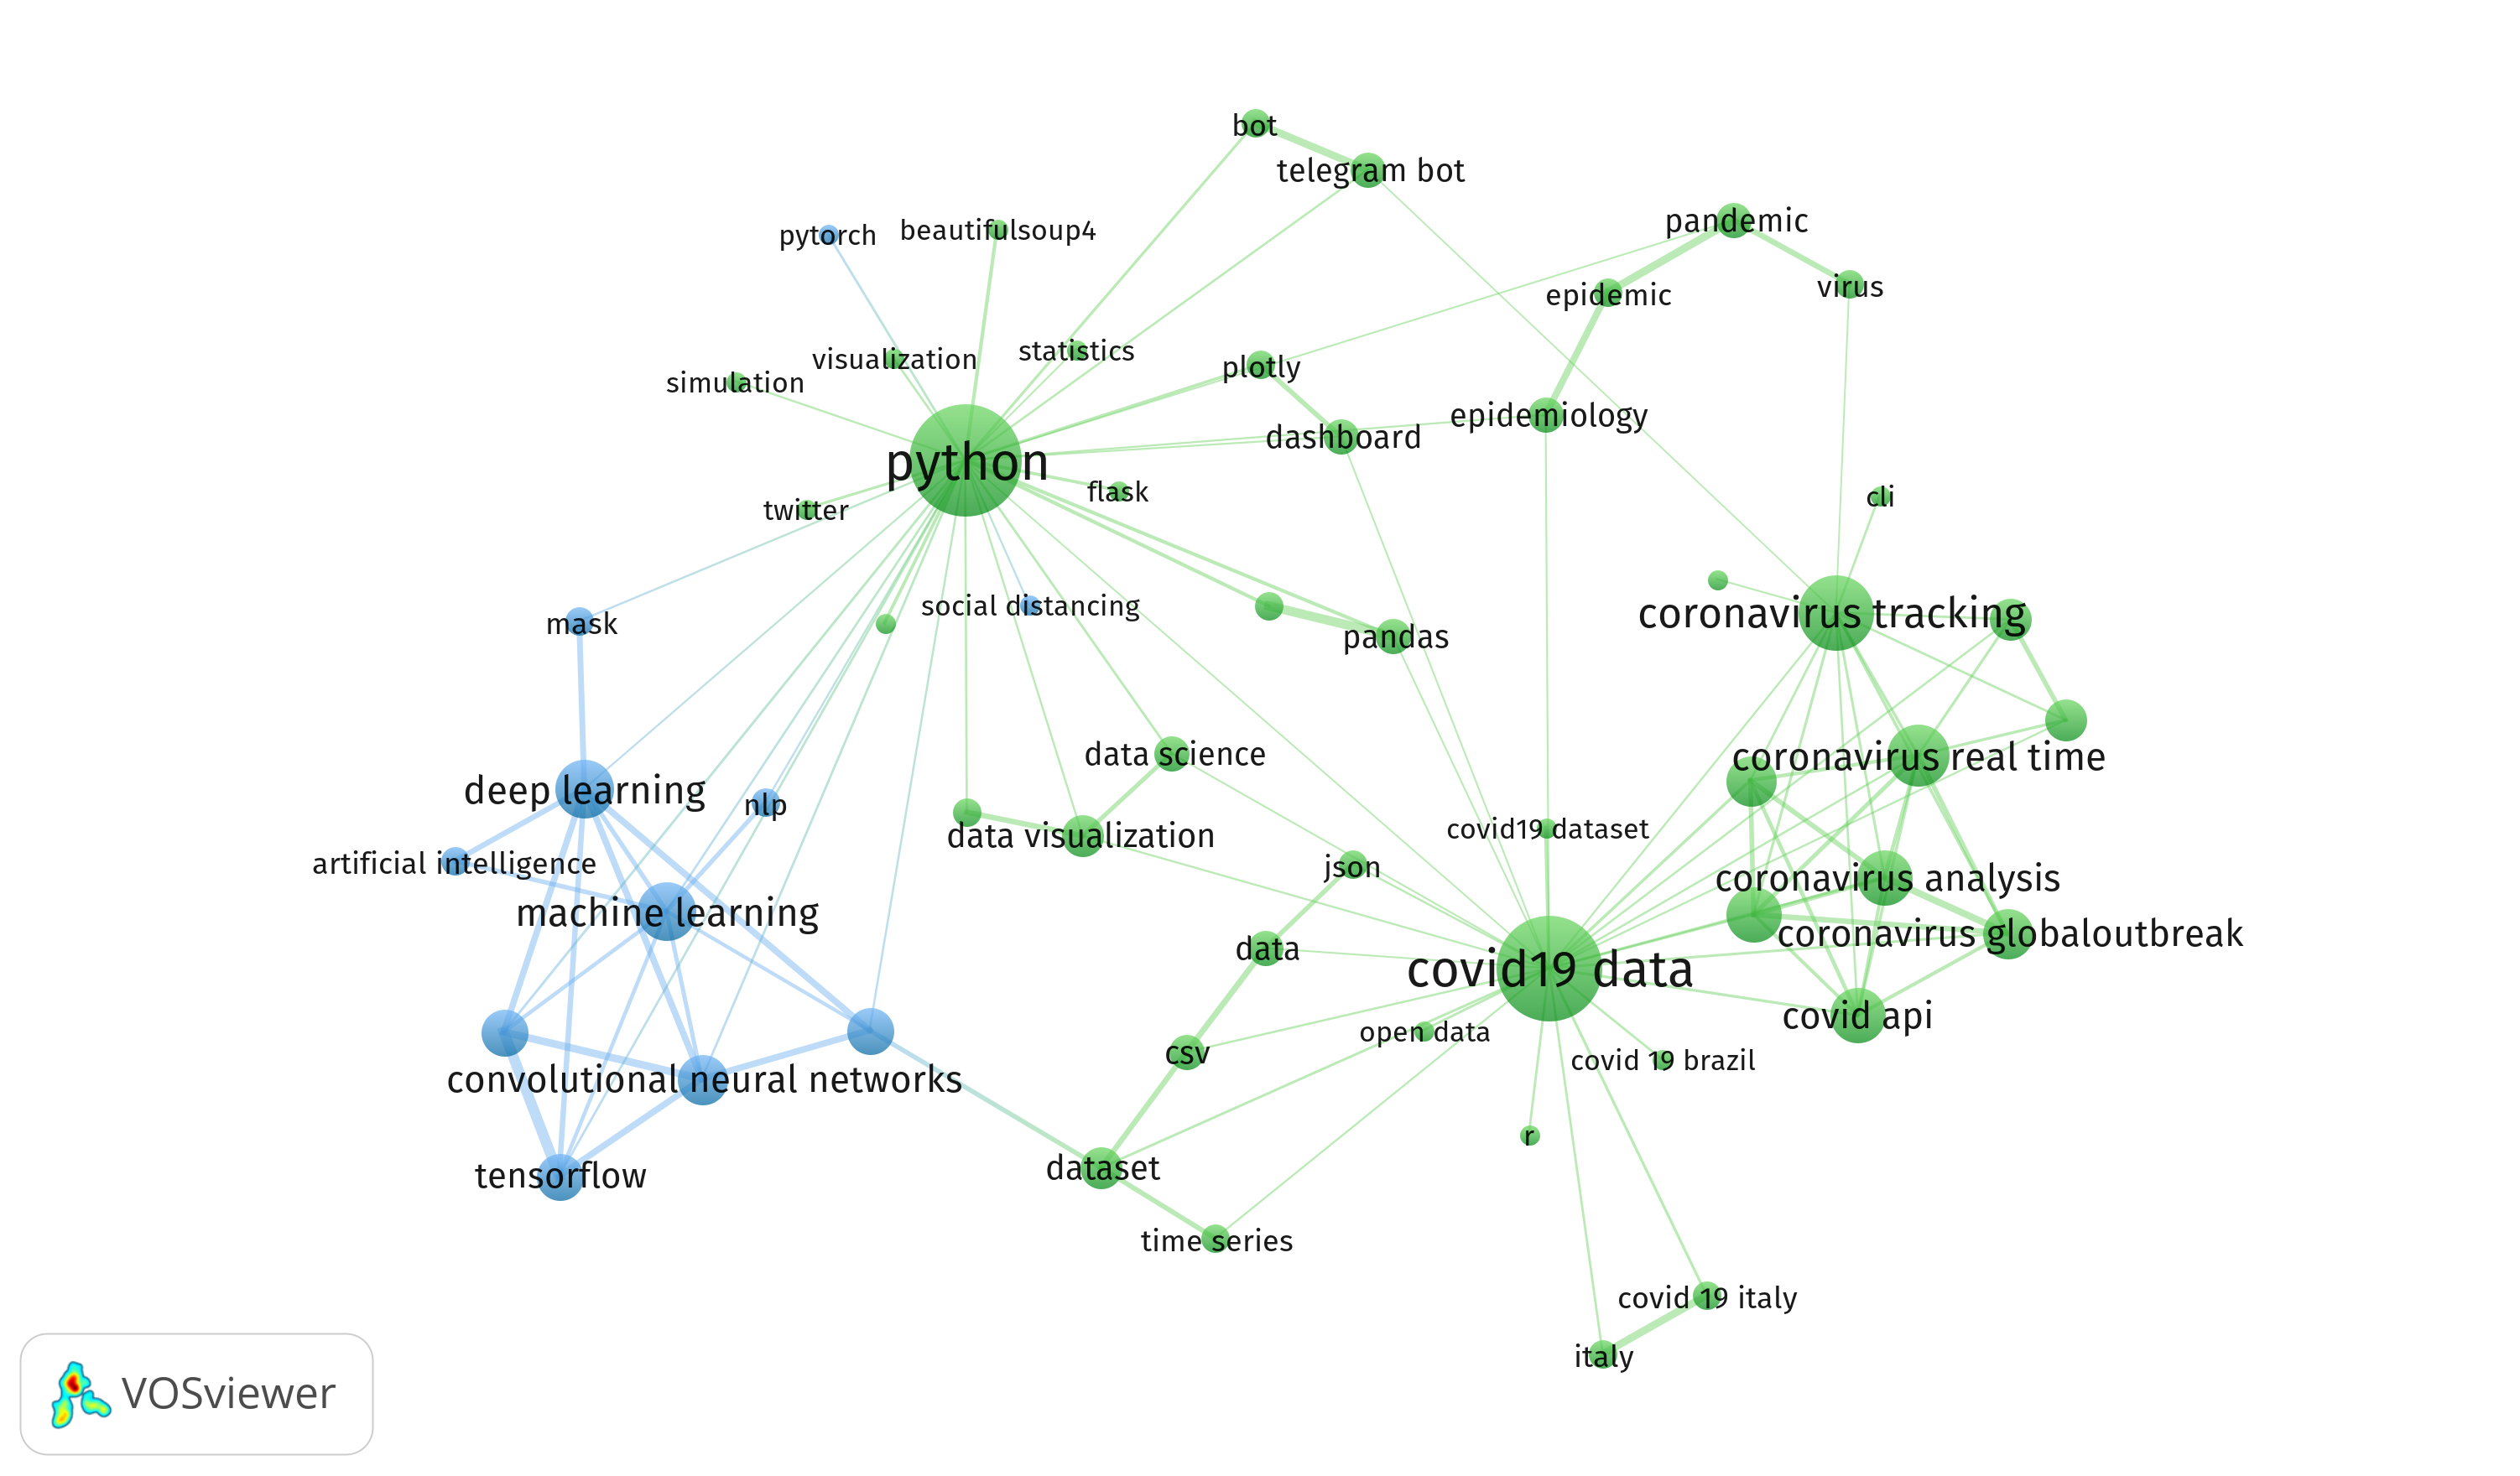 bot
telegram bot
pandemic
pytorch
beautifulsoup4
epidemic
virus
visualization
statistics
plotly
simulation
epidemiology
dashboard
python
flask
cli
twitter
social distancing
coronavirus tracking
mask
pandas
data science
coronavirus real time
deep learning
nlp
data visualization
covid19 dataset
artificial intelligence
json
coronavirus analysis
machine learning
coronavirus globaloutbreak
data
covid19 data
covid api
open data
csv
covid 19 brazil
convolutional neural networks
r
tensorflow
dataset
time series
covid 19 italy
italy
VOSviewer